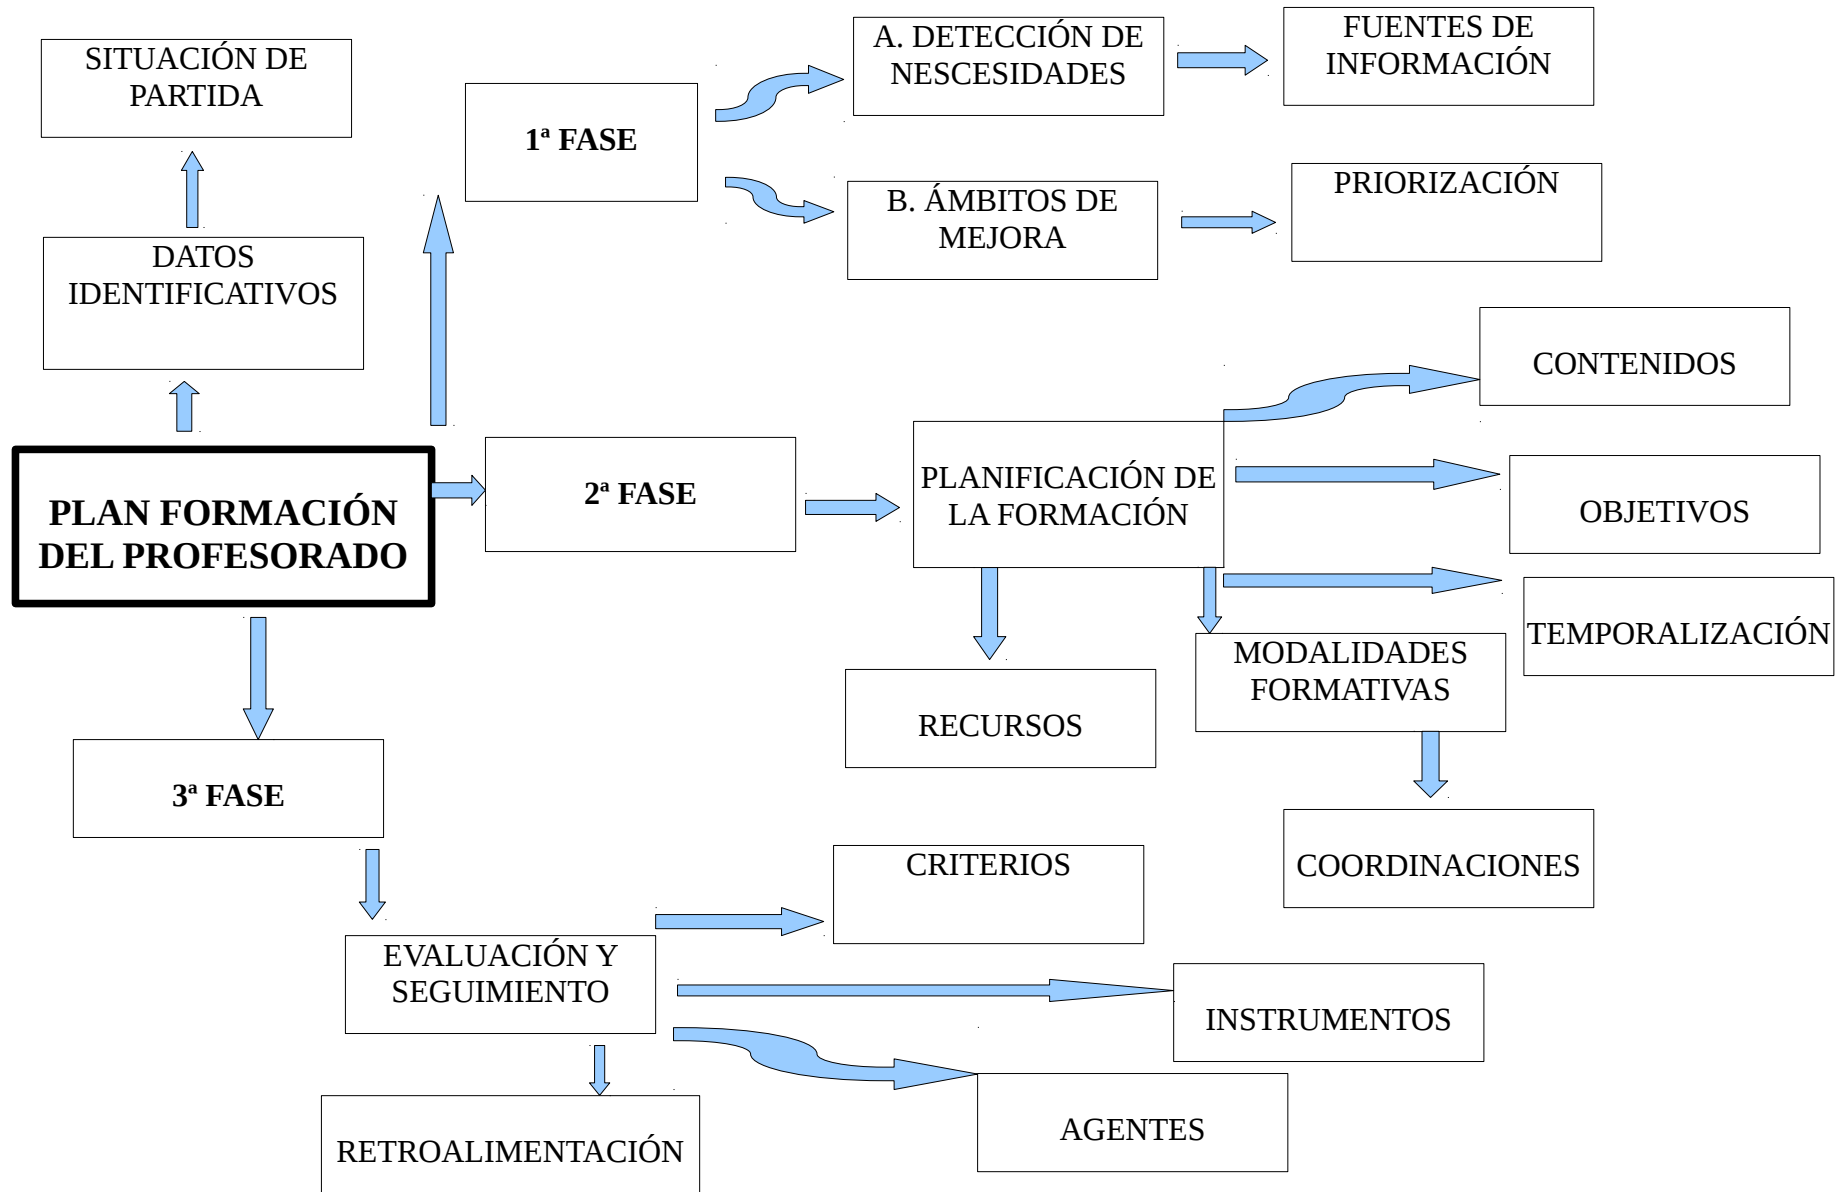 SITUACIÓN DE
PARTIDA
DATOS
IDENTIFICATIVOS
PLAN FORMACIÓN
DEL PROFESORADO
1ª FASE
A. DETECCIÓN DE
NESCESIDADES
FUENTES DE
INFORMACIÓN
B. ÁMBITOS DE
MEJORA
PRIORIZACIÓN
2ª FASE
PLANIFICACIÓN DE
LA FORMACIÓN
CONTENIDOS
OBJETIVOS
TEMPORALIZACIÓN
MODALIDADES
FORMATIVAS
RECURSOS
COORDINACIONES
3ª FASE
EVALUACIÓN Y
SEGUIMIENTO
CRITERIOS
INSTRUMENTOS
AGENTES
RETROALIMENTACIÓN